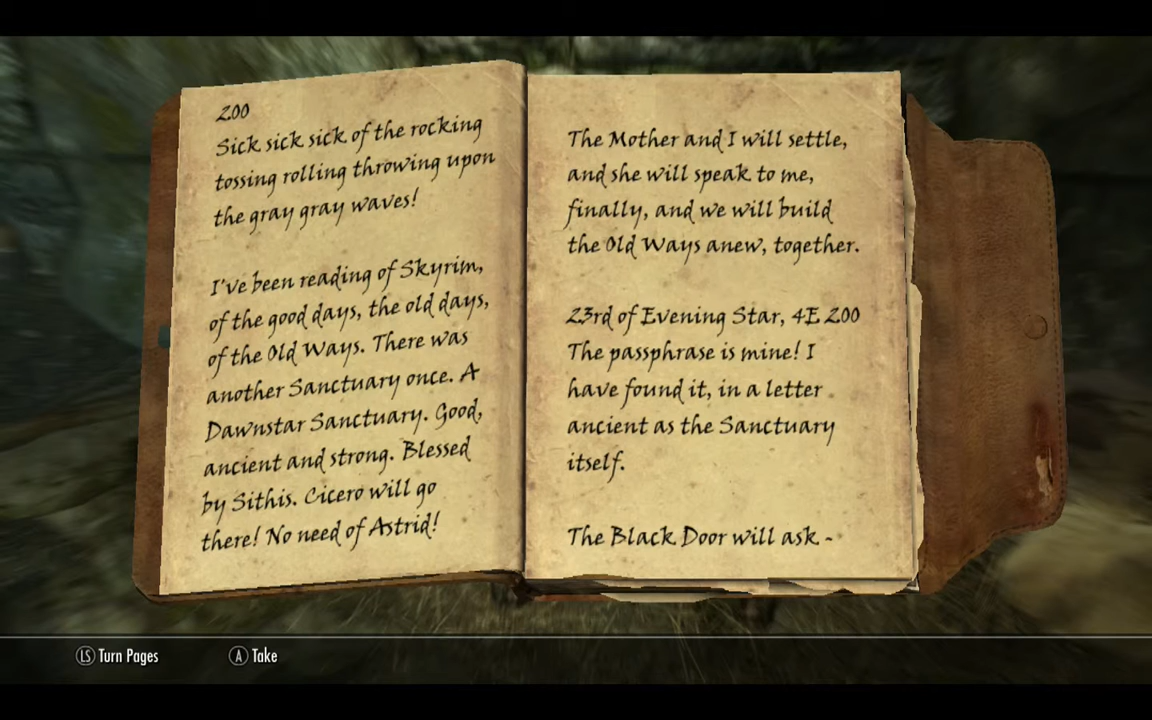 200
Sick sick sick of the rocking
tossing rolling throwing upon
the gray gray waves!
I've been reading of Skyrim,
of the good days, the old days,
of the Old Ways. There was
another Sanctuary once. A
Dawnstar Sanctuary. Good,
ancient and strong. Blessed
by Sithis. Cicero will go
there! No need of Astrid!
The Mother and I will settle,
and she will speak to me,
finally, and we will build
the Old Ways anew, together.
23rd of Evening Star, 4E 200
The passphrase is mine! I
have found it, in a letter
ancient as the Sanctuary
itself.
The Black Door will ask -
LS Turn Pages
A Take